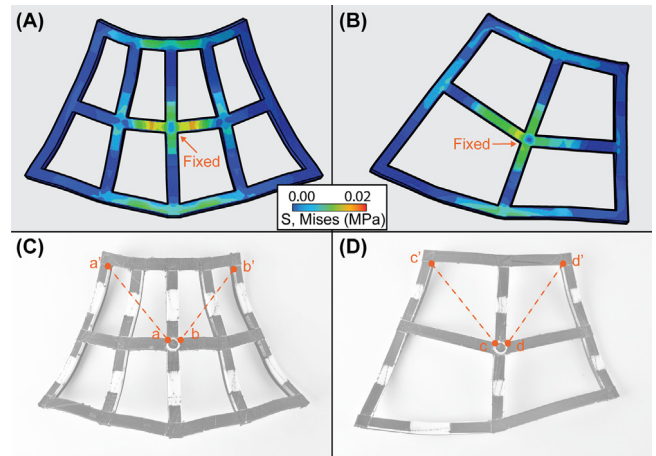 (A)
(B)
Fixed
Fixed
0.00 0.02
S, Mises (MPa)
(C)
(D)
a' b'
a b
c' d'
c d